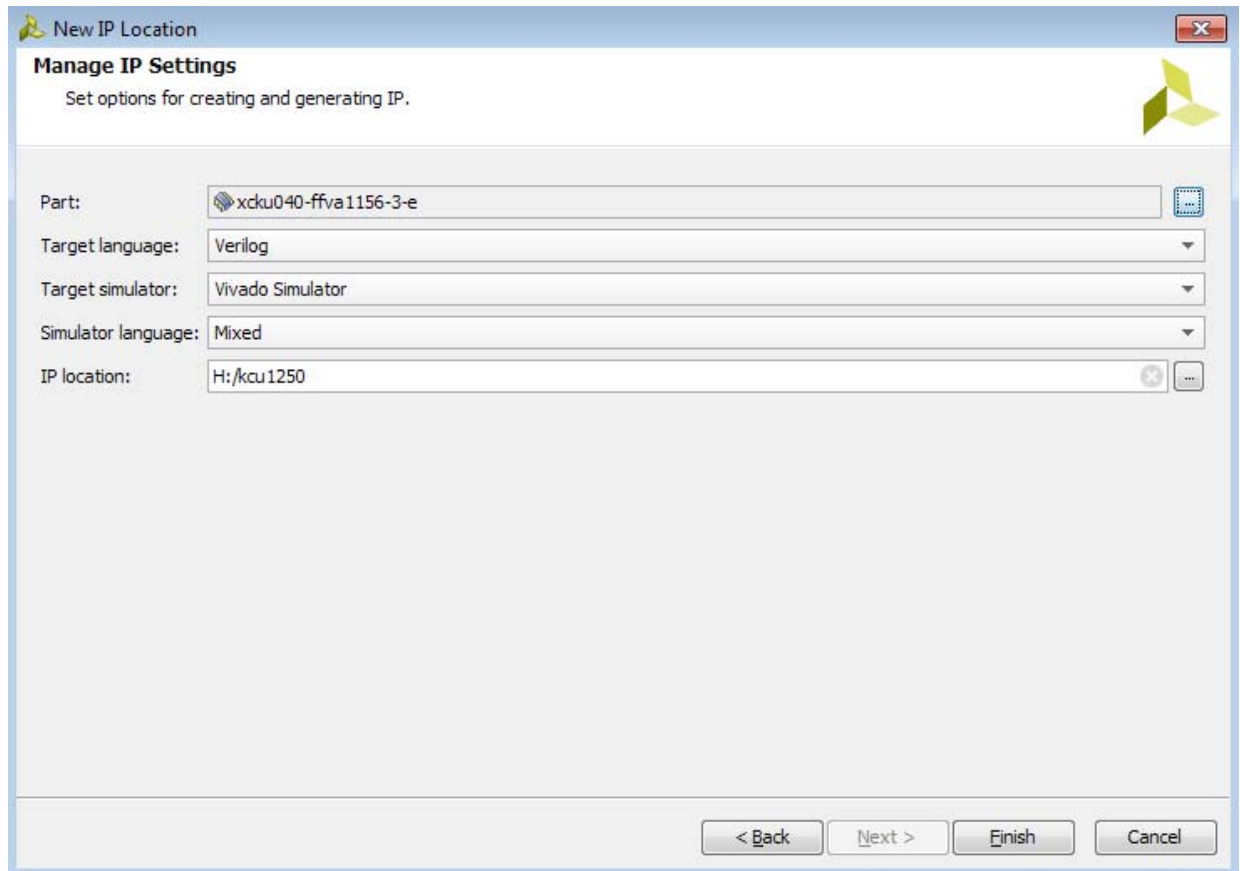 New IP Location
Manage IP Settings
Set options for creating and generating IP.
Part: xcku040-ffva1156-3-e ...
Target language: Verilog
Target simulator: Vivado Simulator
Simulator language: Mixed
IP location: H:/kcu1250 ...
< Back Next > Finish Cancel